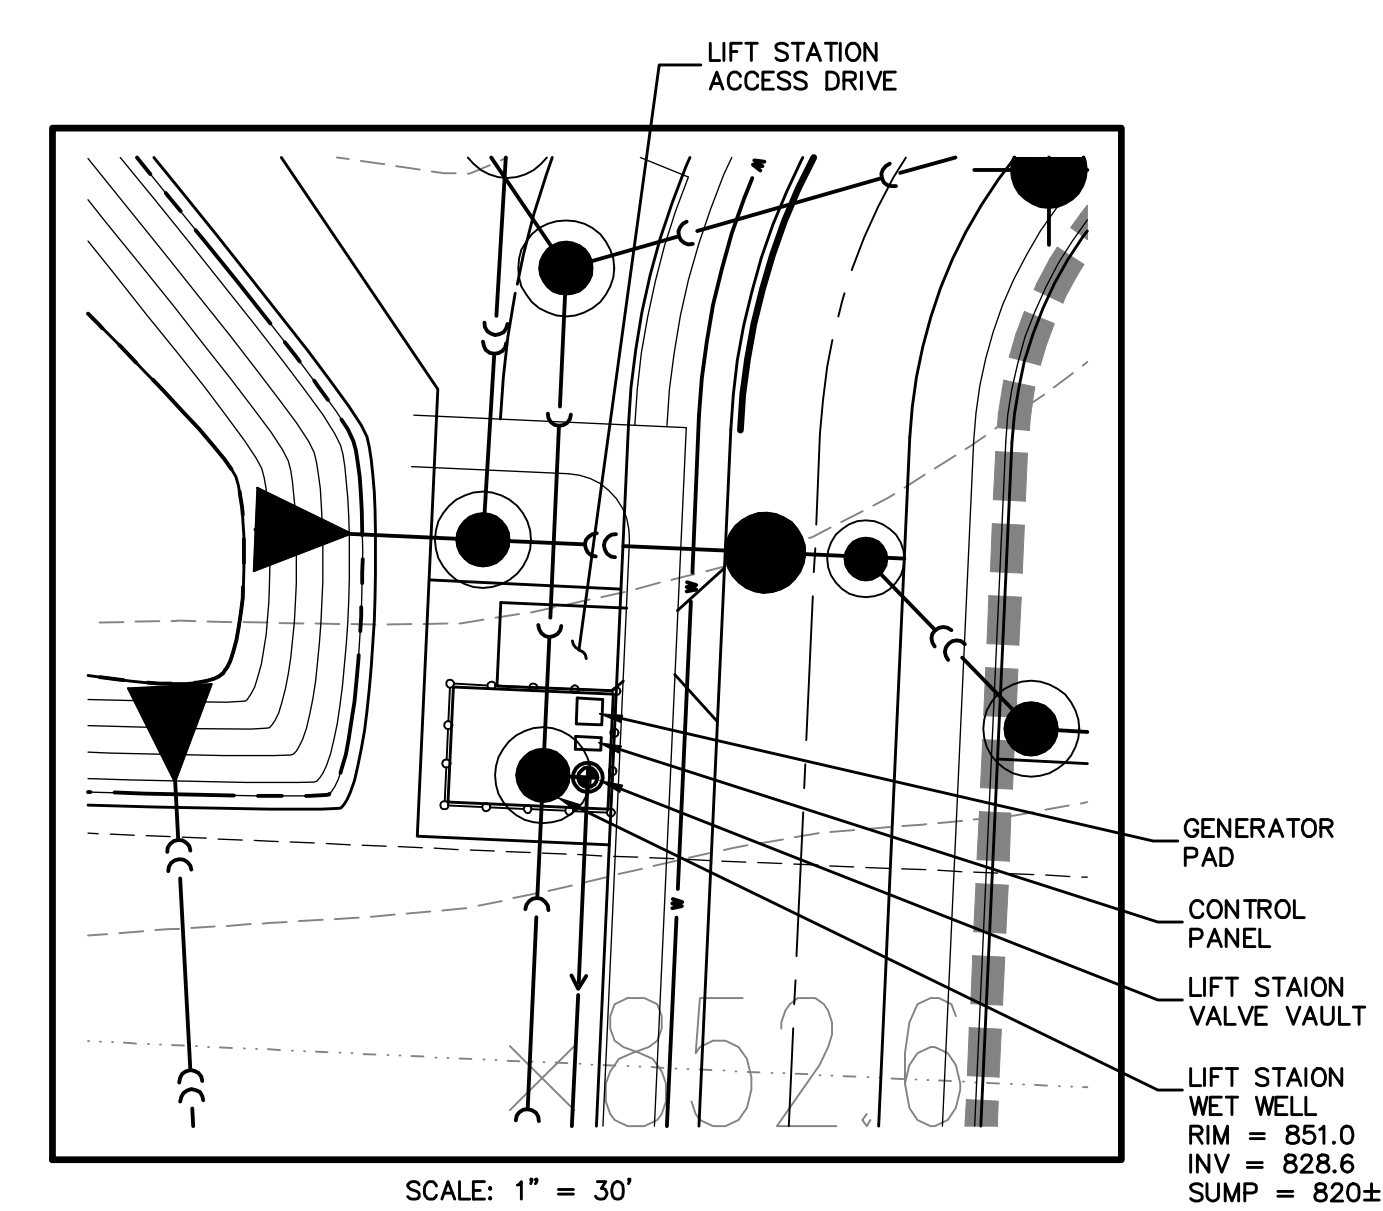 LIFT STATION
ACCESS DRIVE
W
W
W
GENERATOR
PAD
CONTROL
PANEL
LIFT STAION
VALVE VAULT
×852.6
LIFT STAION
WET WELL
RIM = 851.0
INV = 828.6
SUMP = 820±
SCALE: 1" = 30'